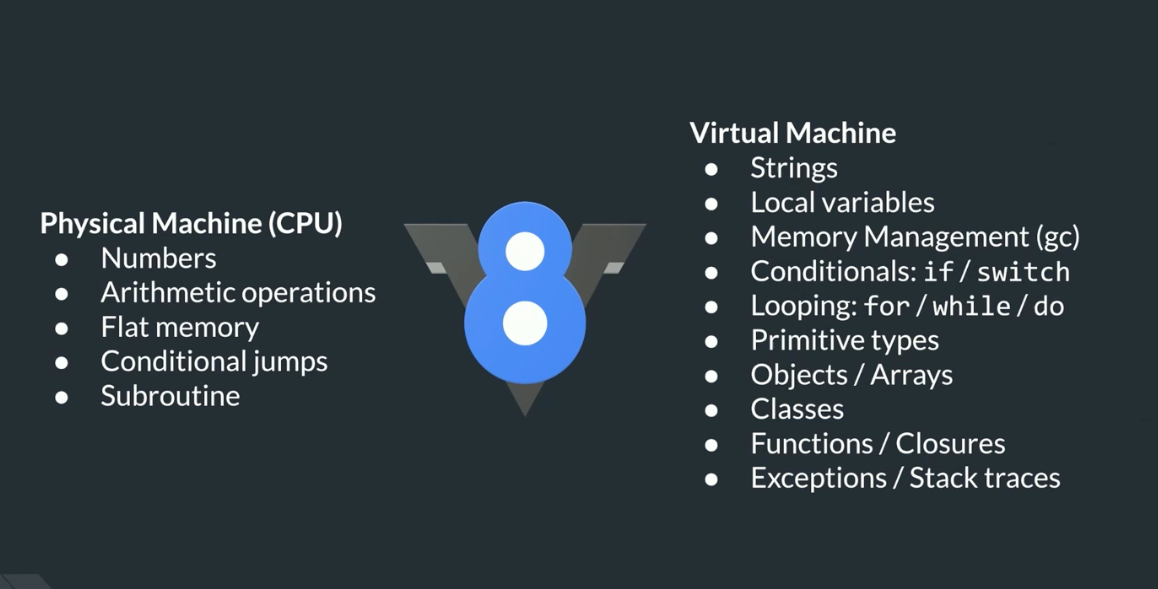 Physical Machine (CPU)
● Numbers
● Arithmetic operations
● Flat memory
● Conditional jumps
● Subroutine
8
Virtual Machine
● Strings
● Local variables
● Memory Management (gc)
● Conditionals: if / switch
● Looping: for / while / do
● Primitive types
● Objects / Arrays
● Classes
● Functions / Closures
● Exceptions / Stack traces